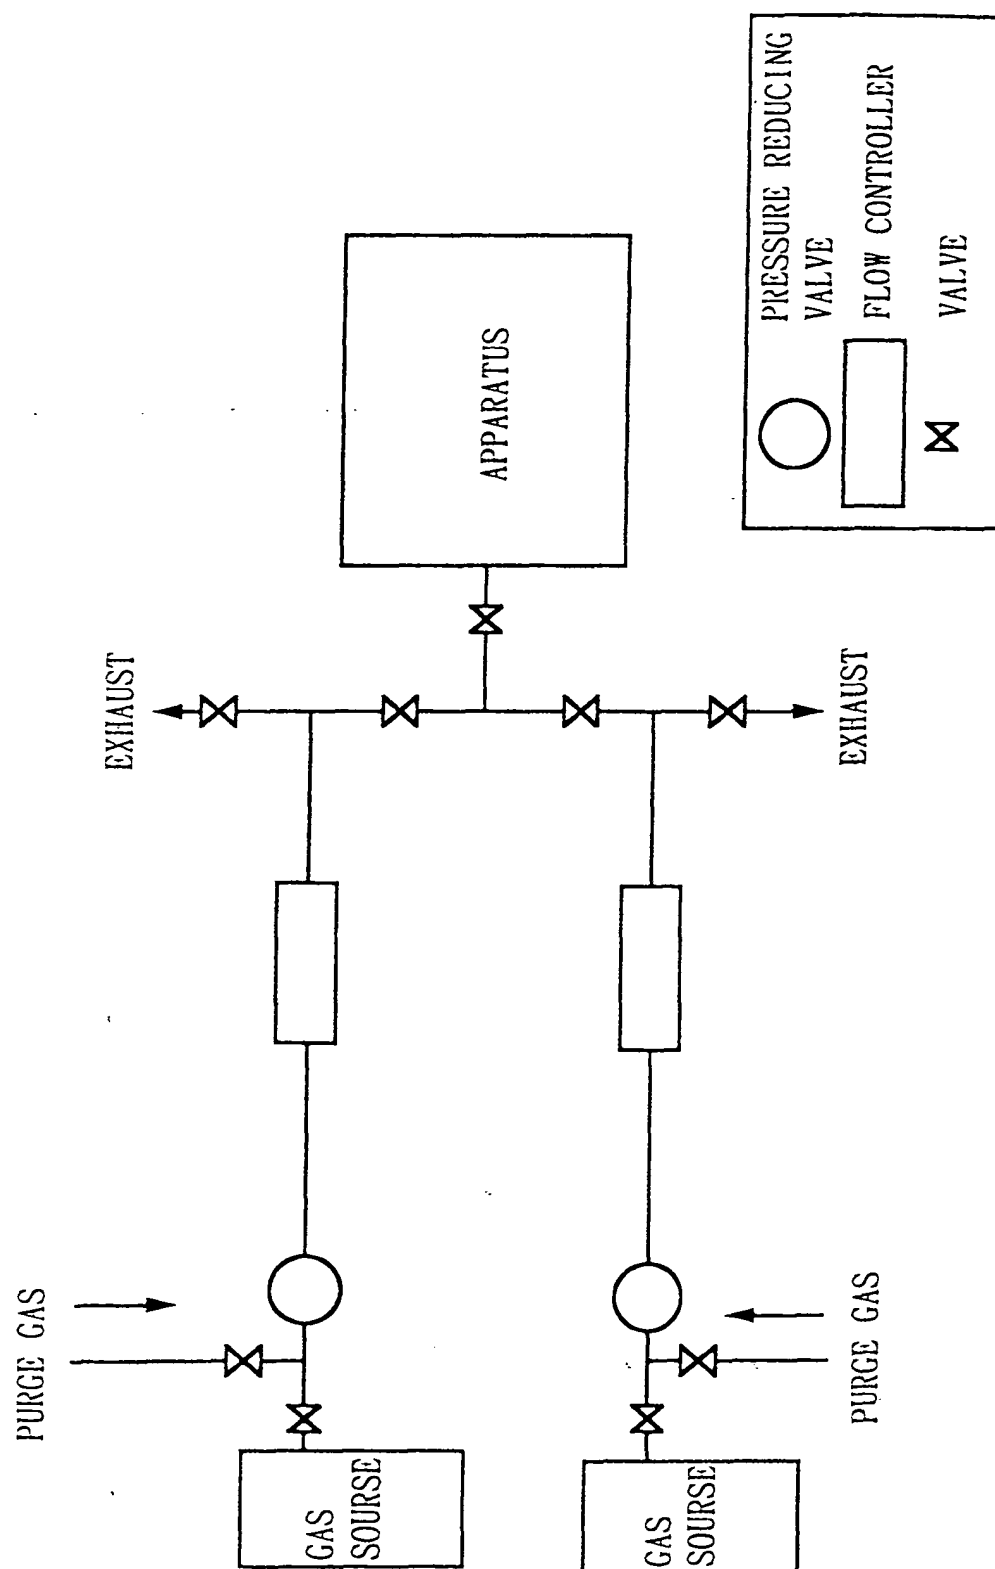 PURGE GAS
EXHAUST
GAS
SOURSE
APPARATUS
GAS
SOURSE
PURGE GAS
EXHAUST
PRESSURE REDUCING
VALVE
FLOW CONTROLLER
VALVE